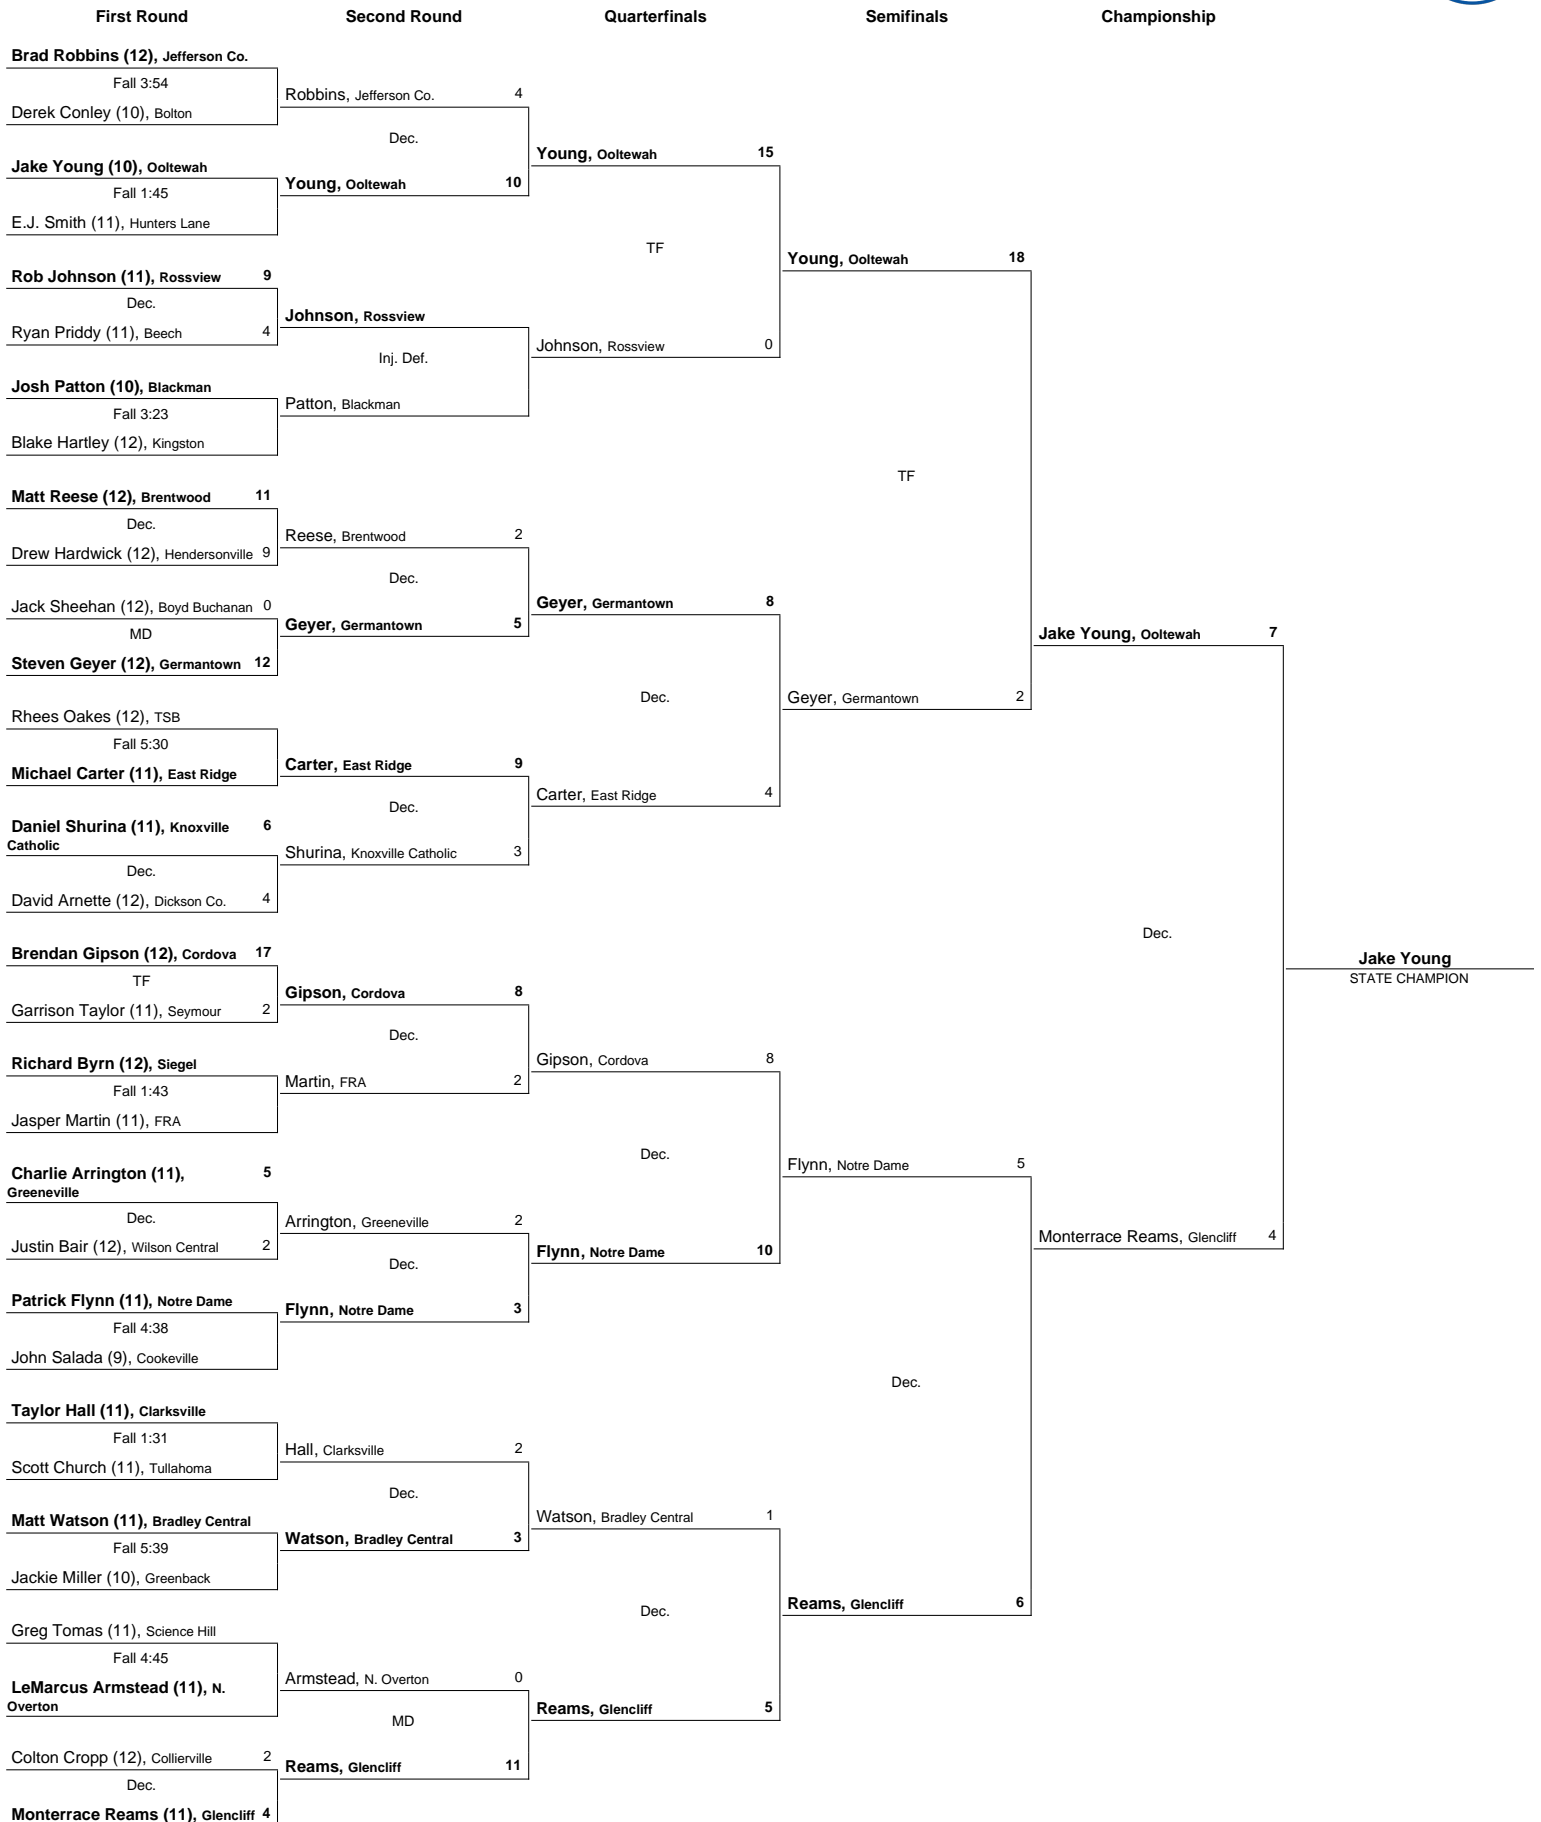 First Round
Second Round
Quarterfinals
Semifinals
Championship
Brad Robbins (12), Jefferson Co.
Fall 3:54
Derek Conley (10), Bolton
Jake Young (10), Ooltewah
Fall 1:45
E.J. Smith (11), Hunters Lane
Rob Johnson (11), Rossview 9
Dec.
Ryan Priddy (11), Beech 4
Josh Patton (10), Blackman
Fall 3:23
Blake Hartley (12), Kingston
Matt Reese (12), Brentwood 11
Dec.
Drew Hardwick (12), Hendersonville 9
Jack Sheehan (12), Boyd Buchanan 0
MD
Steven Geyer (12), Germantown 12
Rhees Oakes (12), TSB
Fall 5:30
Michael Carter (11), East Ridge
Daniel Shurina (11), Knoxville 6
Catholic
Dec.
David Arnette (12), Dickson Co. 4
Brendan Gipson (12), Cordova 17
TF
Garrison Taylor (11), Seymour 2
Richard Byrn (12), Siegel
Fall 1:43
Jasper Martin (11), FRA
Charlie Arrington (11), 5
Greeneville
Dec.
Justin Bair (12), Wilson Central 2
Patrick Flynn (11), Notre Dame
Fall 4:38
John Salada (9), Cookeville
Taylor Hall (11), Clarksville
Fall 1:31
Scott Church (11), Tullahoma
Matt Watson (11), Bradley Central
Fall 5:39
Jackie Miller (10), Greenback
Greg Tomas (11), Science Hill
Fall 4:45
LeMarcus Armstead (11), N.
Overton
Colton Cropp (12), Collierville 2
Dec.
Monterrace Reams (11), Glencliff 4
Robbins, Jefferson Co. 4
Dec.
Young, Ooltewah 10
Johnson, Rossview
Inj. Def.
Patton, Blackman
Reese, Brentwood 2
Dec.
Geyer, Germantown 5
Carter, East Ridge 9
Dec.
Shurina, Knoxville Catholic 3
Gipson, Cordova 8
Dec.
Martin, FRA 2
Arrington, Greeneville 2
Dec.
Flynn, Notre Dame 3
Hall, Clarksville 2
Dec.
Watson, Bradley Central 3
Armstead, N. Overton 0
MD
Reams, Glencliff 11
Young, Ooltewah 15
TF
Johnson, Rossview 0
Geyer, Germantown 8
Dec.
Carter, East Ridge 4
Gipson, Cordova 8
Dec.
Flynn, Notre Dame 10
Watson, Bradley Central 1
Dec.
Reams, Glencliff 5
Young, Ooltewah 18
TF
Geyer, Germantown 2
Flynn, Notre Dame 5
Dec.
Reams, Glencliff 6
Jake Young, Ooltewah 7
Dec.
Monterrace Reams, Glencliff 4
Jake Young
STATE CHAMPION